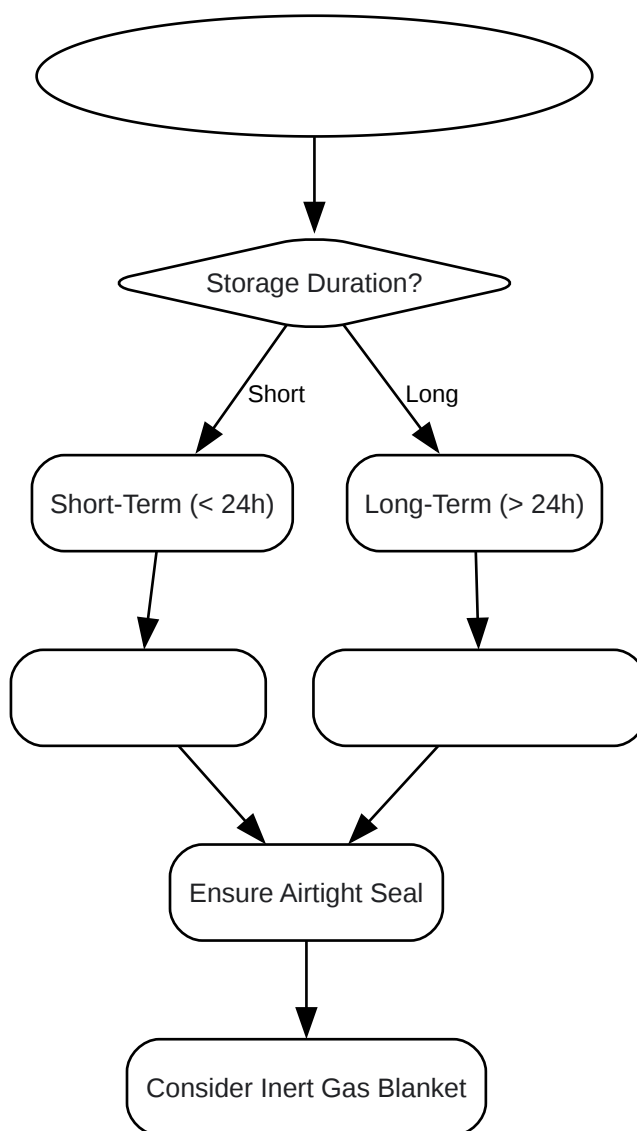 Storage Duration?
Short
Long
Short-Term (< 24h)
Long-Term (> 24h)
Ensure Airtight Seal
Consider Inert Gas Blanket